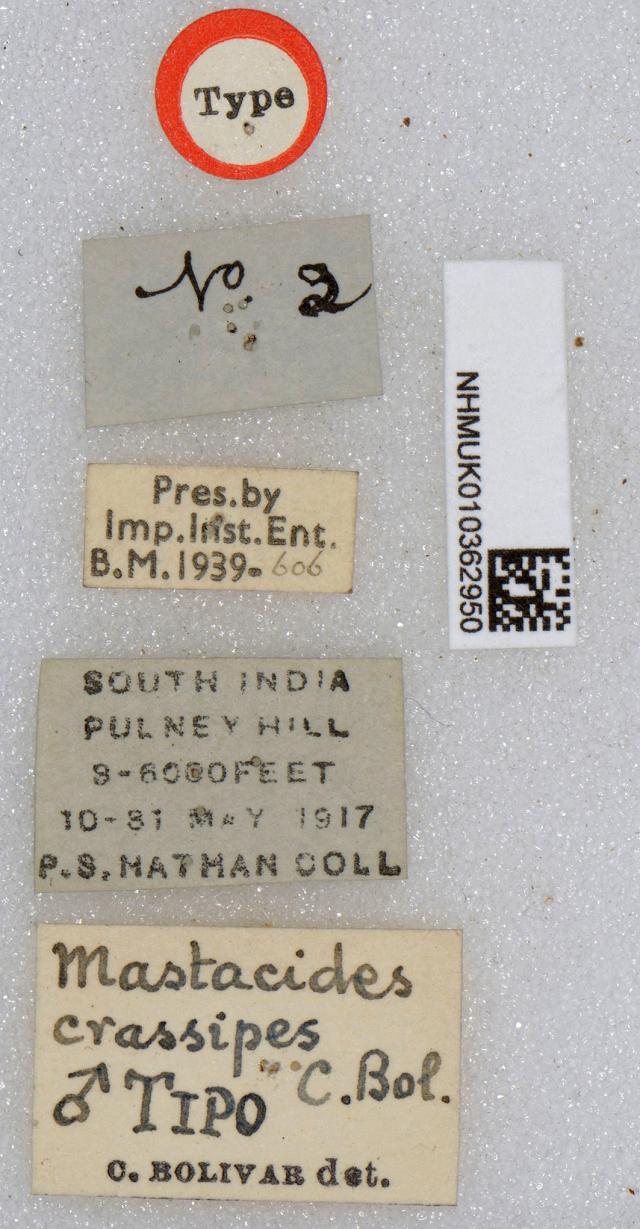 Type
No. 2
Pres.by
Imp.Inst.Ent.
B.M.1939-606
NHMUK010362950
SOUTH INDIA
PULNEY HILL
3-6000FEET
10-31 MAY 1917
P.S.NATHAN COLL
Mastacides
crassipes
♂ TIPO C.Bol.
C. BOLIVAR det.